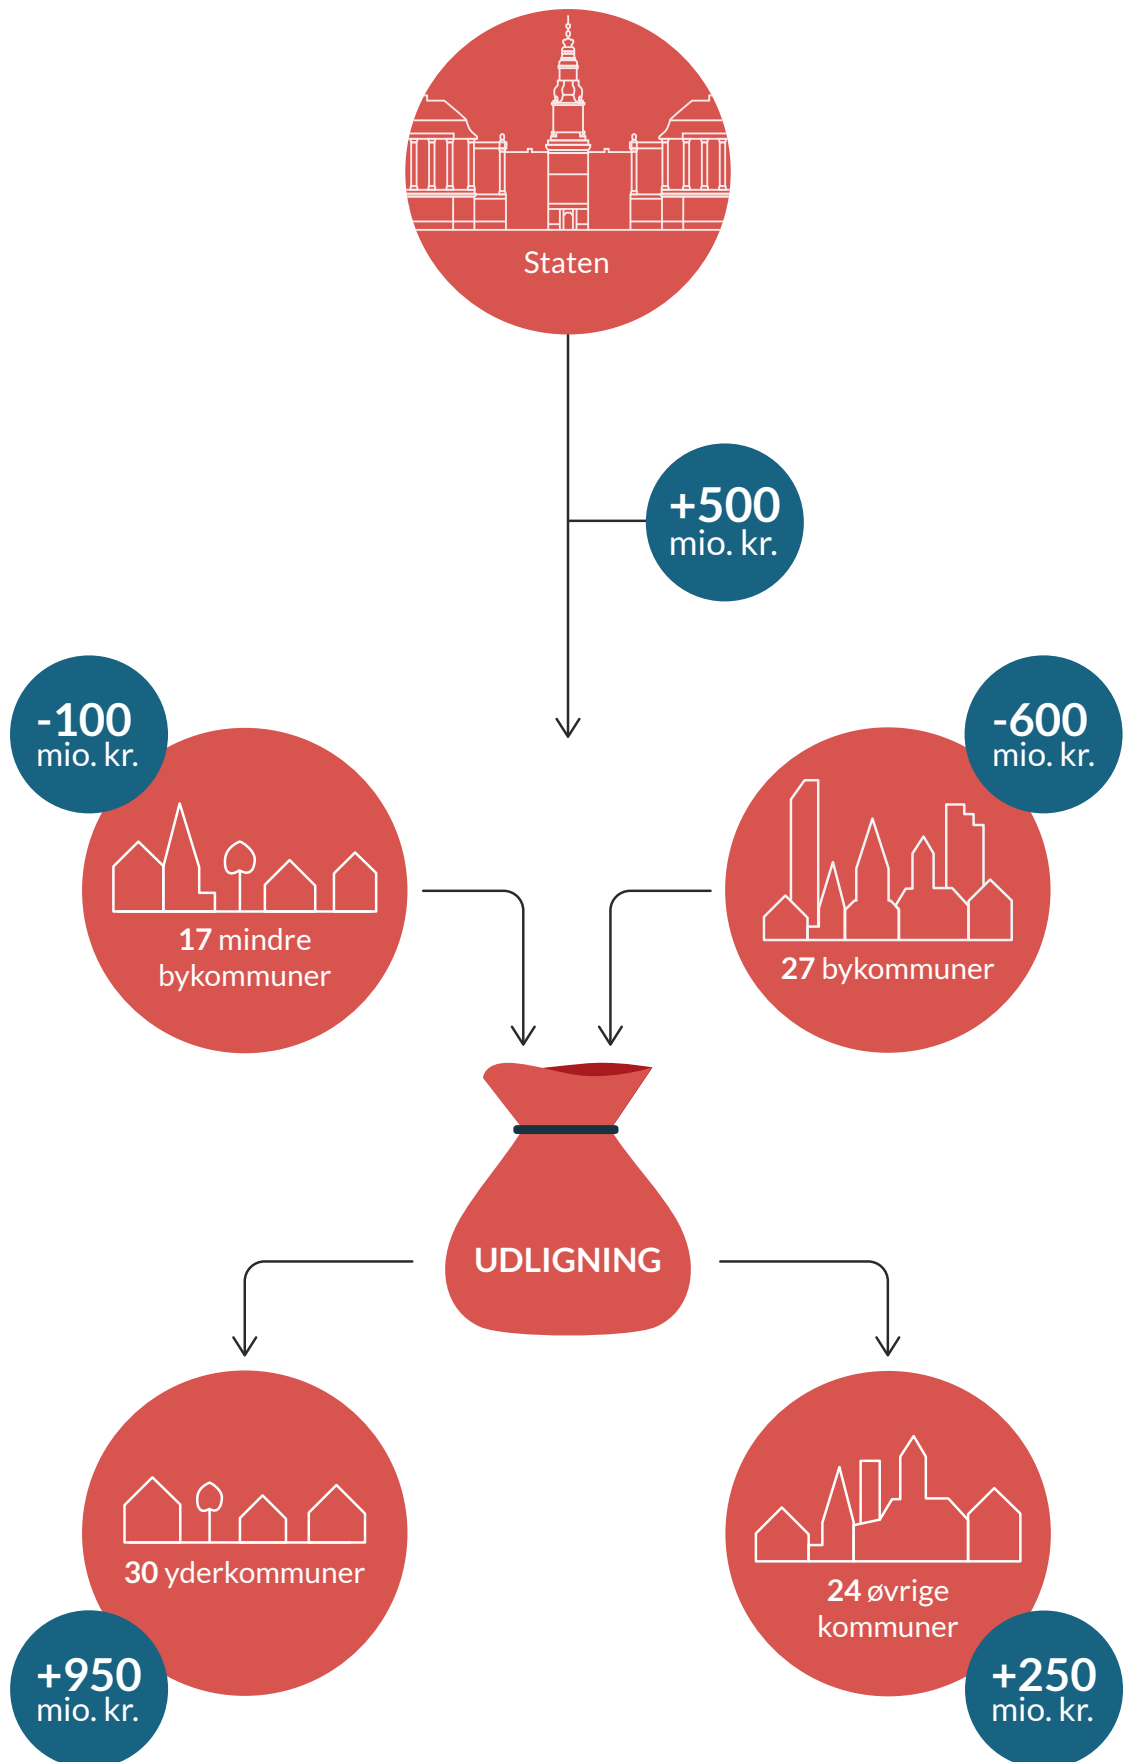 Staten
+500
mio. kr.
-100
mio. kr.
-600
mio. kr.
17 mindre
bykommuner
27 bykommuner
UDLIGNING
30 yderkommuner
24 øvrige
kommuner
+950
mio. kr.
+250
mio. kr.